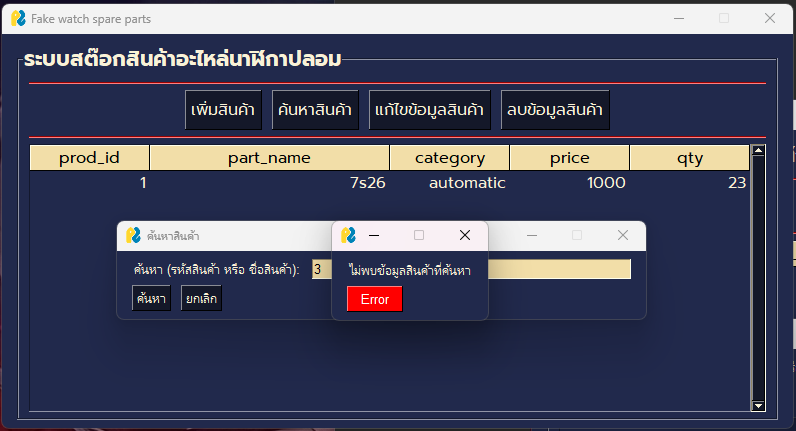 Fake watch spare parts
ระบบสต๊อกสินค้าอะไหล่นาฬิกาปลอม
เพิ่มสินค้า ค้นหาสินค้า แก้ไขข้อมูลสินค้า ลบข้อมูลสินค้า
prod_id part_name category price qty
1 7s26 automatic 1000 23
ค้นหาสินค้า
ค้นหา (รหัสินค้า หรือ ชื่อสินค้า): 3
ค้นหา ยกเลิก
ไม่พบข้อมูลสินค้าที่ค้นหา
Error